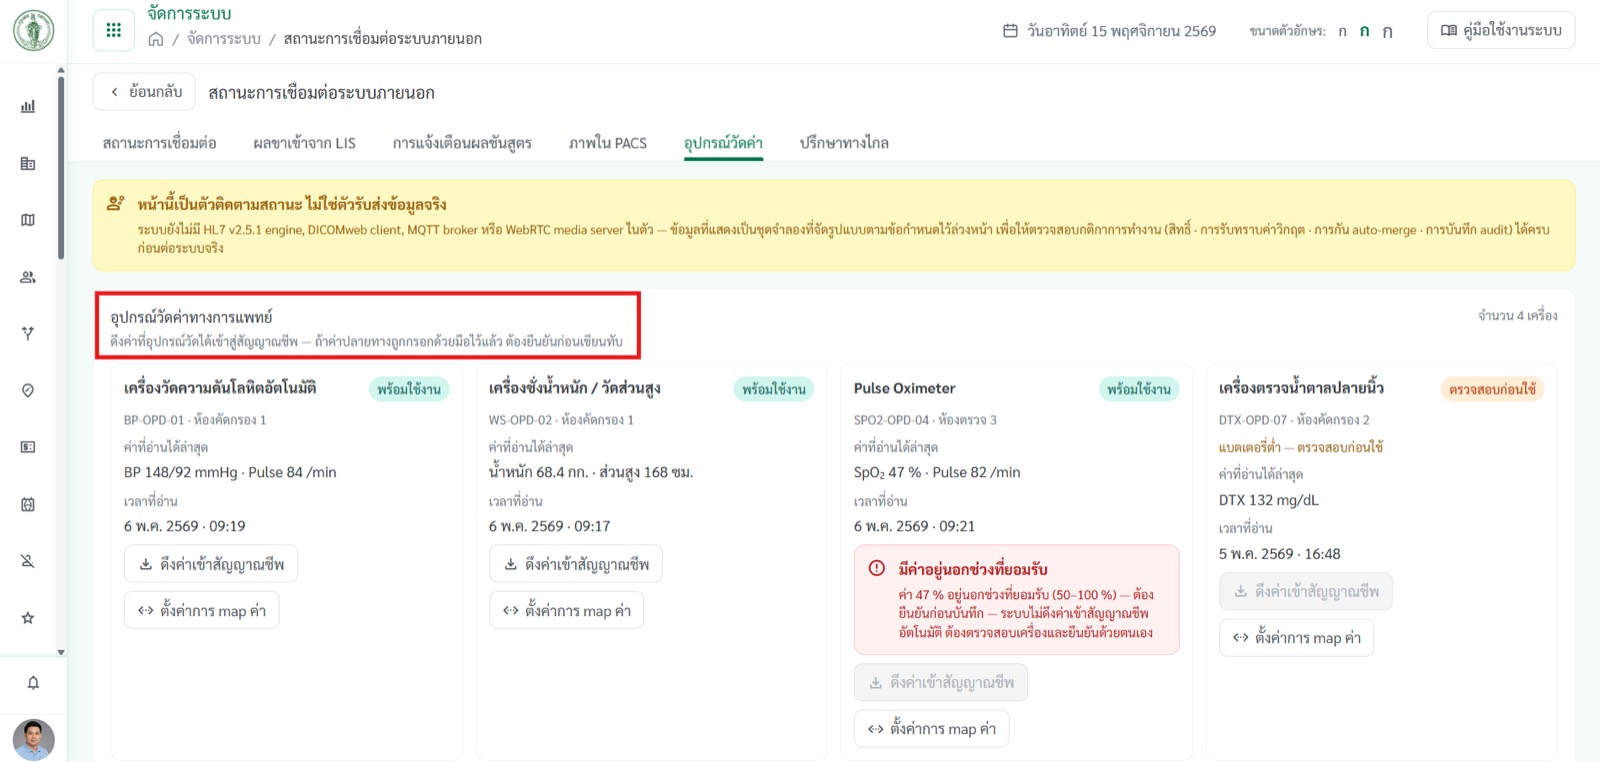 จัดการระบบ
/ จัดการระบบ / สถานะการเชื่อมต่อระบบภายนอก
วันอาทิตย์ 15 พฤศจิกายน 2569
ขนาดตัวอักษร: ก ก ก
คู่มือใช้งานระบบ
ย้อนกลับ
สถานะการเชื่อมต่อระบบภายนอก
สถานะการเชื่อมต่อ
ผลขาเข้าจาก LIS
การแจ้งเตือนผลชันสูตร
ภาพใน PACS
อุปกรณ์วัดค่า
ปรึกษาทางไกล
หน้านี้เป็นตัวติดตามสถานะ ไม่ใช่ตัวรับส่งข้อมูลจริง
ระบบยังไม่มี HL7 v2.5.1 engine, DICOMweb client, MQTT broker หรือ WebRTC media server ในตัว — ข้อมูลที่แสดงเป็นชุดจำลองที่จัดรูปแบบตามข้อกำหนดไว้ล่วงหน้า เพื่อให้ตรวจสอบกติกาการทำงาน (สิทธิ์ · การรับทราบค่าวิกฤต · การกัน auto-merge · การบันทึก audit) ได้ครบ
ก่อนต่อระบบจริง
อุปกรณ์วัดค่าทางการแพทย์
ดึงค่าที่อุปกรณ์วัดได้เข้าสู่สัญญาณชีพ — ถ้าค่าปลายทางถูกกรอกด้วยมือไว้แล้ว ต้องยืนยันก่อนเขียนทับ
จำนวน 4 เครื่อง
เครื่องวัดความดันโลหิตอัตโนมัติ
พร้อมใช้งาน
BP-OPD-01 · ห้องคัดกรอง 1
ค่าที่อ่านได้ล่าสุด
BP 148/92 mmHg · Pulse 84 /min
เวลาที่อ่าน
6 พ.ค. 2569 · 09:19
ดึงค่าเข้าสัญญาณชีพ
ตั้งค่าการ map ค่า
เครื่องชั่งน้ำหนัก / วัดส่วนสูง
พร้อมใช้งาน
WS-OPD-02 · ห้องคัดกรอง 1
ค่าที่อ่านได้ล่าสุด
น้ำหนัก 68.4 กก. · ส่วนสูง 168 ซม.
เวลาที่อ่าน
6 พ.ค. 2569 · 09:17
ดึงค่าเข้าสัญญาณชีพ
ตั้งค่าการ map ค่า
Pulse Oximeter
พร้อมใช้งาน
SPO2-OPD-04 · ห้องตรวจ 3
ค่าที่อ่านได้ล่าสุด
SpO₂ 47 % · Pulse 82 /min
เวลาที่อ่าน
6 พ.ค. 2569 · 09:21
มีค่าอยู่นอกช่วงที่ยอมรับ
ค่า 47 % อยู่นอกช่วงที่ยอมรับ (50–100 %) — ต้อง
ยืนยันก่อนบันทึก — ระบบไม่ดึงค่าเข้าสัญญาณชีพ
อัตโนมัติ ต้องตรวจสอบเครื่องและยืนยันด้วยตนเอง
ดึงค่าเข้าสัญญาณชีพ
ตั้งค่าการ map ค่า
เครื่องตรวจน้ำตาลปลายนิ้ว
ตรวจสอบก่อนใช้
DTX-OPD-07 · ห้องคัดกรอง 2
แบตเตอรี่ต่ำ — ตรวจสอบก่อนใช้
ค่าที่อ่านได้ล่าสุด
DTX 132 mg/dL
เวลาที่อ่าน
5 พ.ค. 2569 · 16:48
ดึงค่าเข้าสัญญาณชีพ
ตั้งค่าการ map ค่า